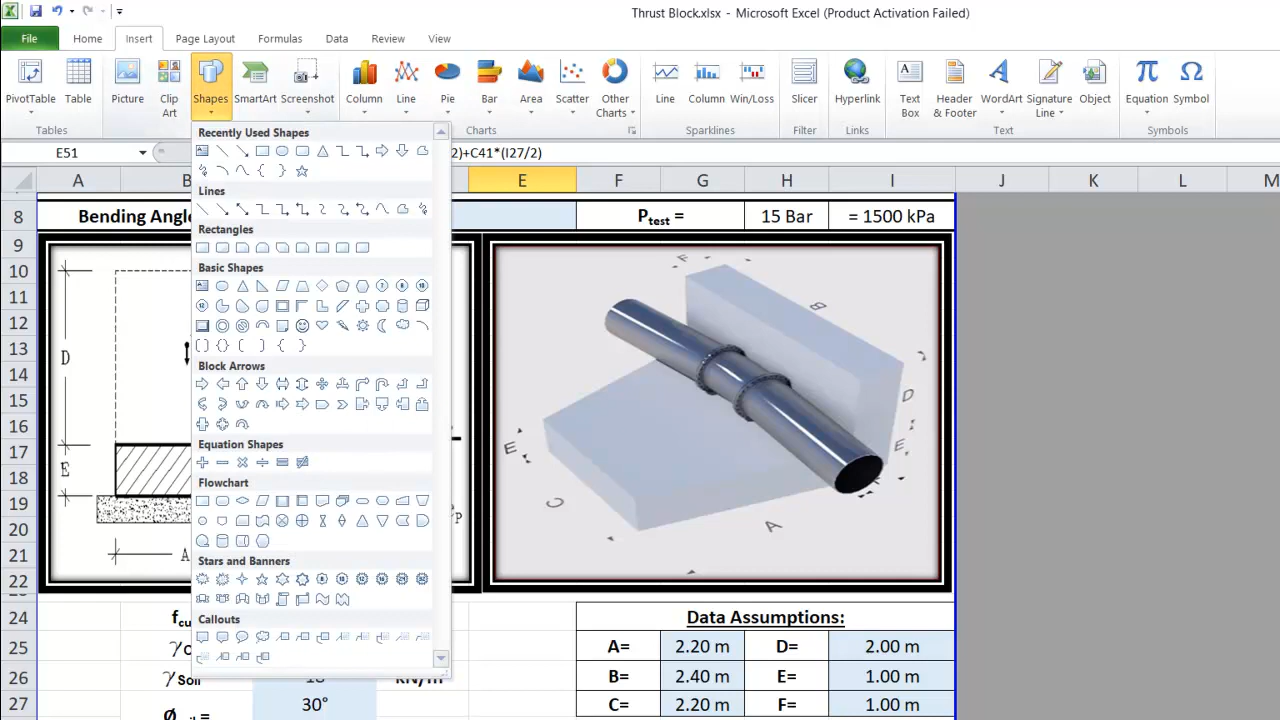 Thrust Block.xlsx - Microsoft Excel (Product Activation Failed)
File Home Insert Page Layout Formulas Data Review View
PivotTable Table Picture Clip Art Shapes SmartArt Screenshot Column Line Pie Bar Area Scatter Other Charts Line Column Win/Loss Slicer Hyperlink Text Box Header & Footer WordArt Signature Line Object Equation Symbol
Tables Charts Sparklines Filter Links Text Symbols
E51 2)+C41*(I27/2)
A B E F G H I J K L M
8 Bending Angle Ptest = 15 Bar = 1500 kPa
9
10
11
12
13
14
15
16
17
18
19
20
21
22
D
E
A
P
F
B
D
E
E
C
A
Recently Used Shapes
Lines
Rectangles
Basic Shapes
Block Arrows
Equation Shapes
Flowchart
Stars and Banners
Callouts
24 fcu Data Assumptions:
25 γC A= 2.20 m D= 2.00 m
26 γSoil B= 2.40 m E= 1.00 m
27 30° C= 2.20 m F= 1.00 m